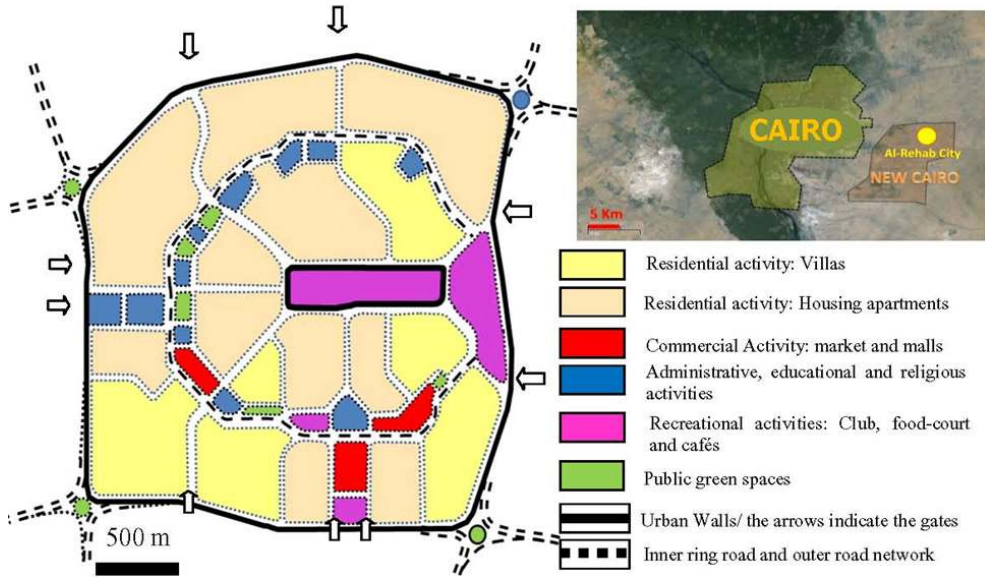 CAIRO
Al-Rehab City
NEW CAIRO
5 Km
Residential activity: Villas
Residential activity: Housing apartments
Commercial Activity: market and malls
Administrative, educational and religious
activities
Recreational activities: Club, food-court
and cafés
Public green spaces
Urban Walls/ the arrows indicate the gates
Inner ring road and outer road network
500 m